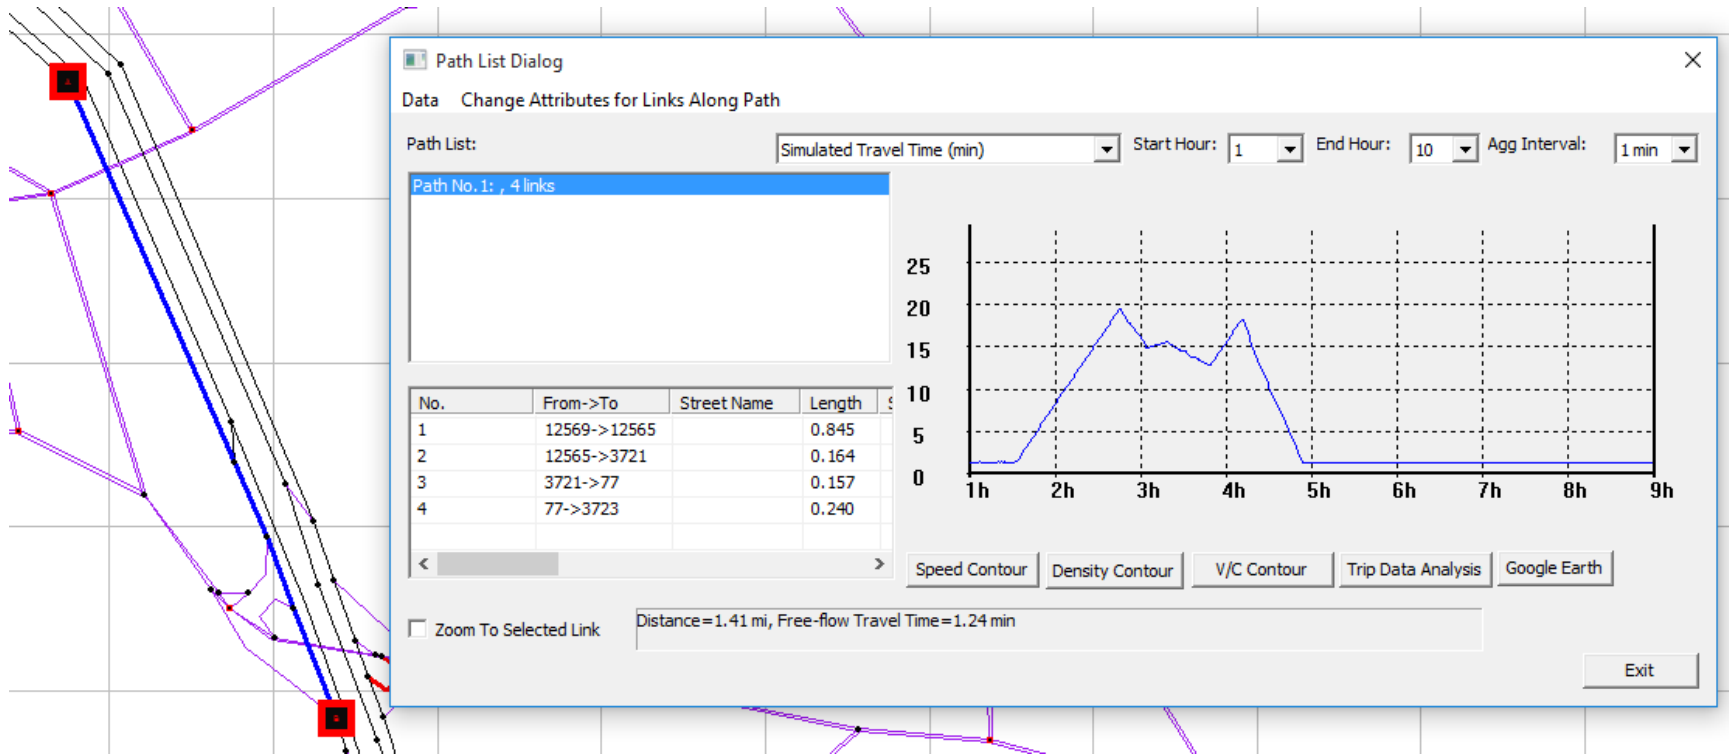 Path List Dialog
Data Change Attributes for Links Along Path
Path List: Simulated Travel Time (min) Start Hour: 1 End Hour: 10 Agg Interval: 1 min
Path No.1: , 4 links
25
20
15
10
5
0
1h 2h 3h 4h 5h 6h 7h 8h 9h
No. From->To Street Name Length
1 12569->12565 0.845
2 12565->3721 0.164
3 3721->77 0.157
4 77->3723 0.240
Speed Contour Density Contour V/C Contour Trip Data Analysis Google Earth
Zoom To Selected Link Distance=1.41 mi, Free-flow Travel Time=1.24 min
Exit